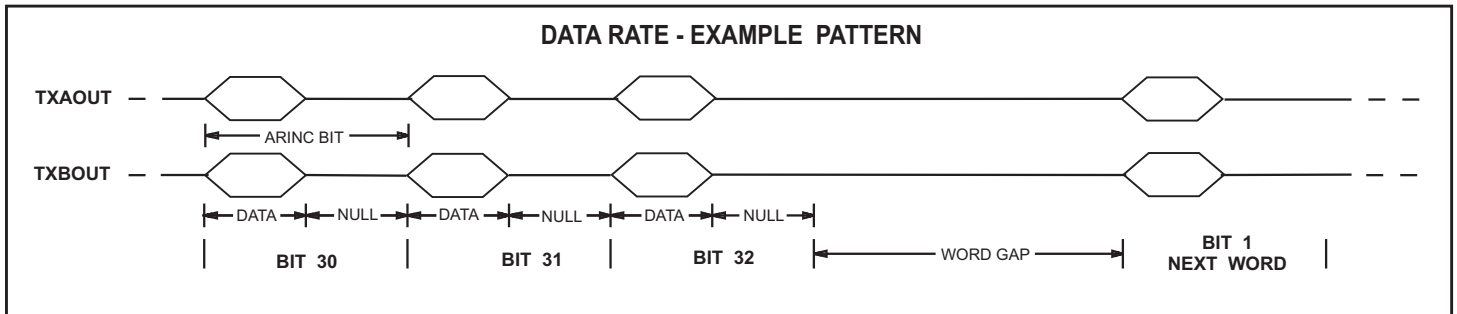 DATA RATE - EXAMPLE PATTERN
TXAOUT
ARINC BIT
TXBOUT
DATA NULL DATA NULL DATA NULL
BIT 30 BIT 31 BIT 32 WORD GAP BIT 1
NEXT WORD